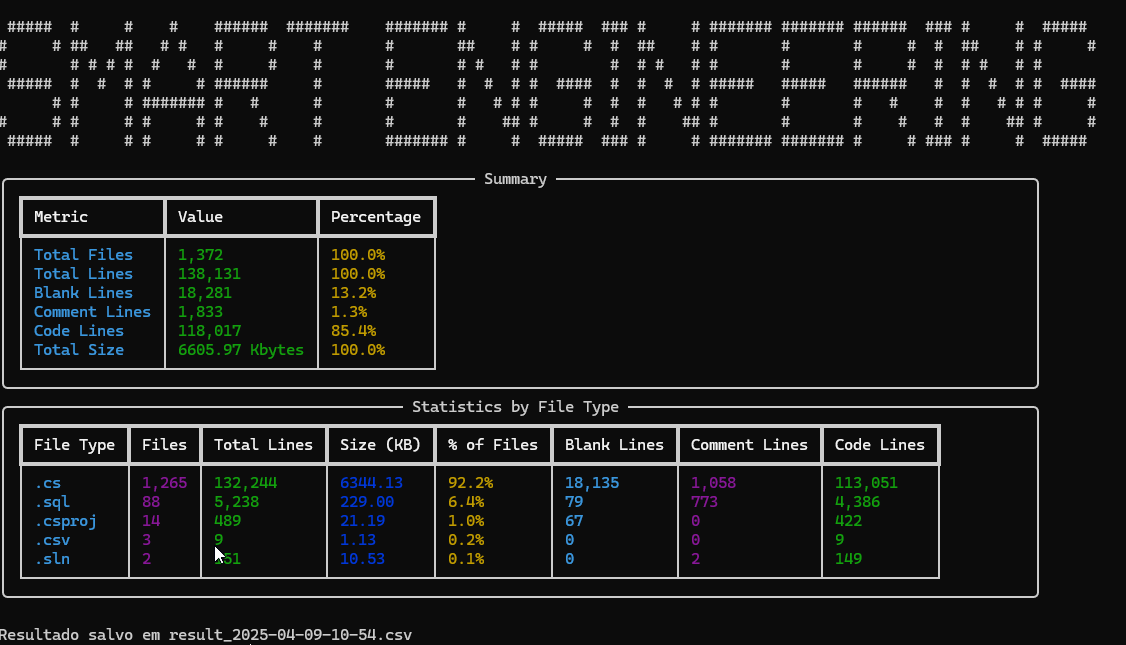 SMART ENGINEERING
Summary
Metric Value Percentage
Total Files 1,372 100.0%
Total Lines 138,131 100.0%
Blank Lines 18,281 13.2%
Comment Lines 1,833 1.3%
Code Lines 118,017 85.4%
Total Size 6605.97 Kbytes 100.0%
Statistics by File Type
File Type Files Total Lines Size (KB) % of Files Blank Lines Comment Lines Code Lines
.cs 1,265 132,244 6344.13 92.2% 18,135 1,058 113,051
.sql 88 5,238 229.00 6.4% 79 773 4,386
.csproj 14 489 21.19 1.0% 67 0 422
.csv 3 9 1.13 0.2% 0 0 9
.sln 2 151 10.53 0.1% 0 2 149
Resultado salvo em result_2025-04-09-10-54.csv